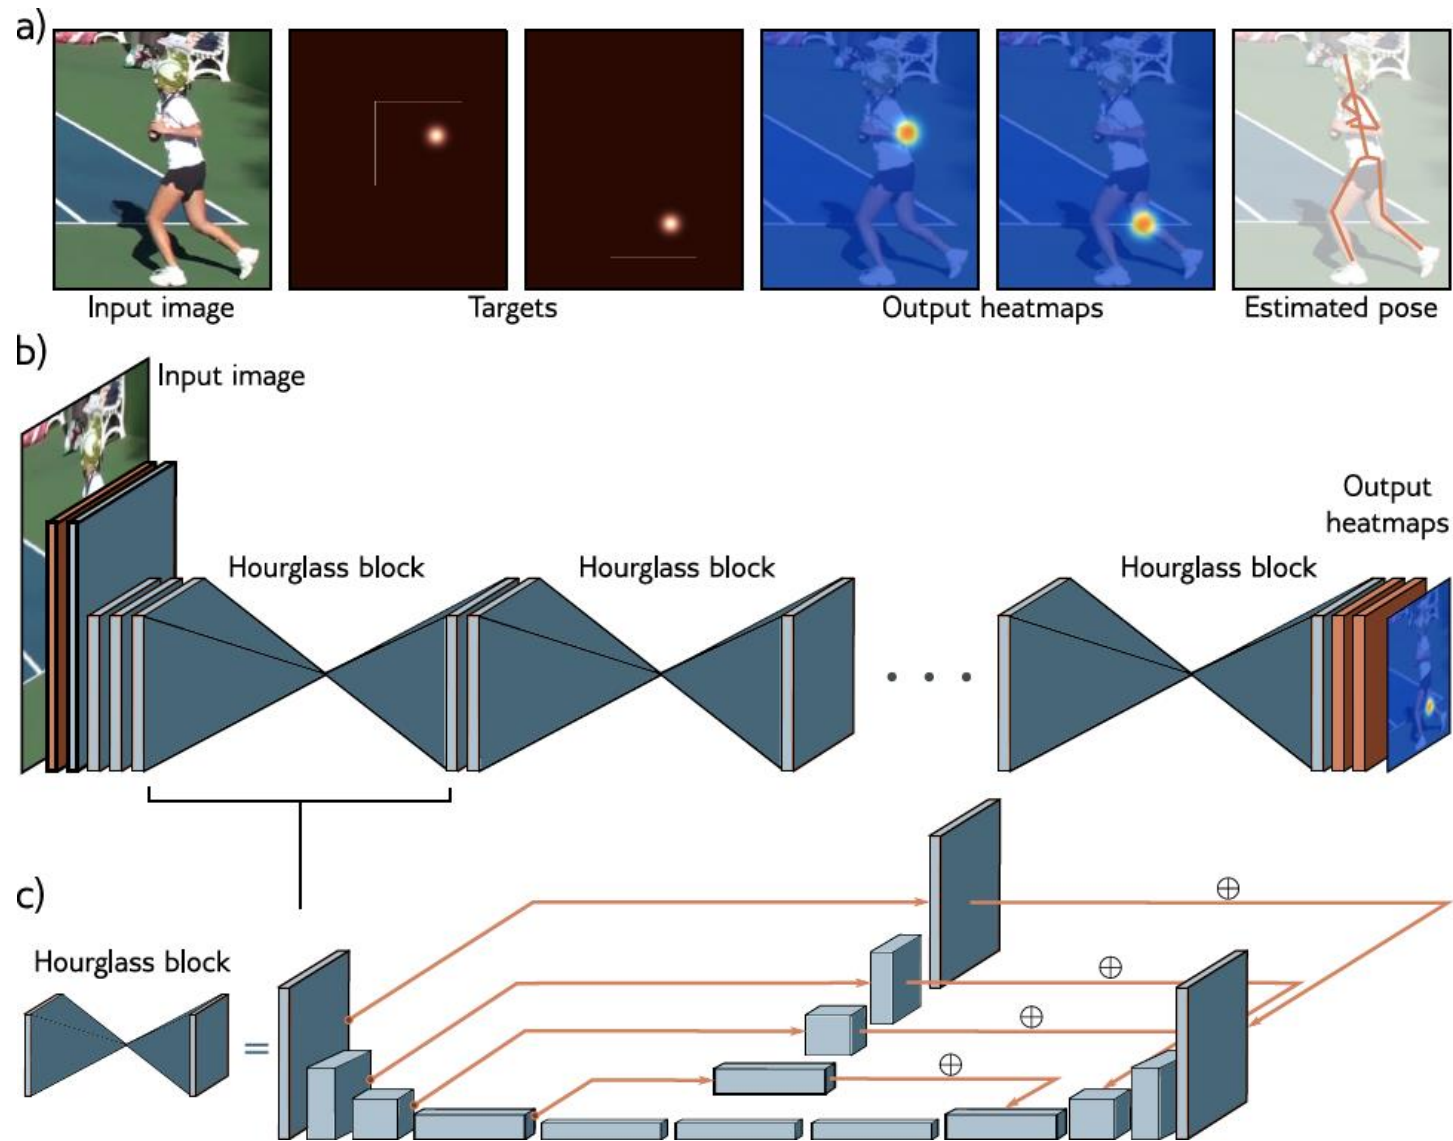 a)
Input image
Targets
Output heatmaps
Estimated pose
b)
Input image
Output
heatmaps
Hourglass block
Hourglass block
Hourglass block
c)
Hourglass block
=